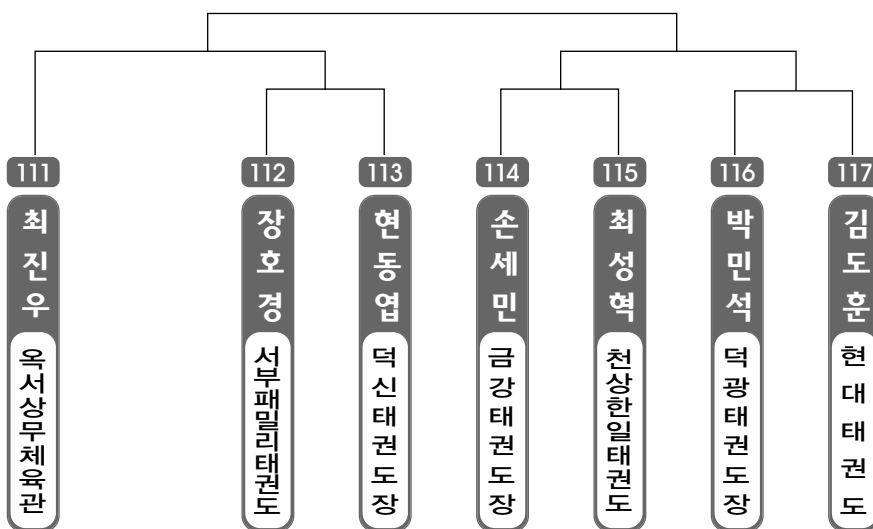 111
최진우
옥서상무체육관
112
장호경
서부패밀리태권도
113
현동엽
덕신태권도장
114
손세민
금강태권도장
115
최성혁
천상한일태권도
116
박민석
덕광태권도장
117
김도훈
현대태권도